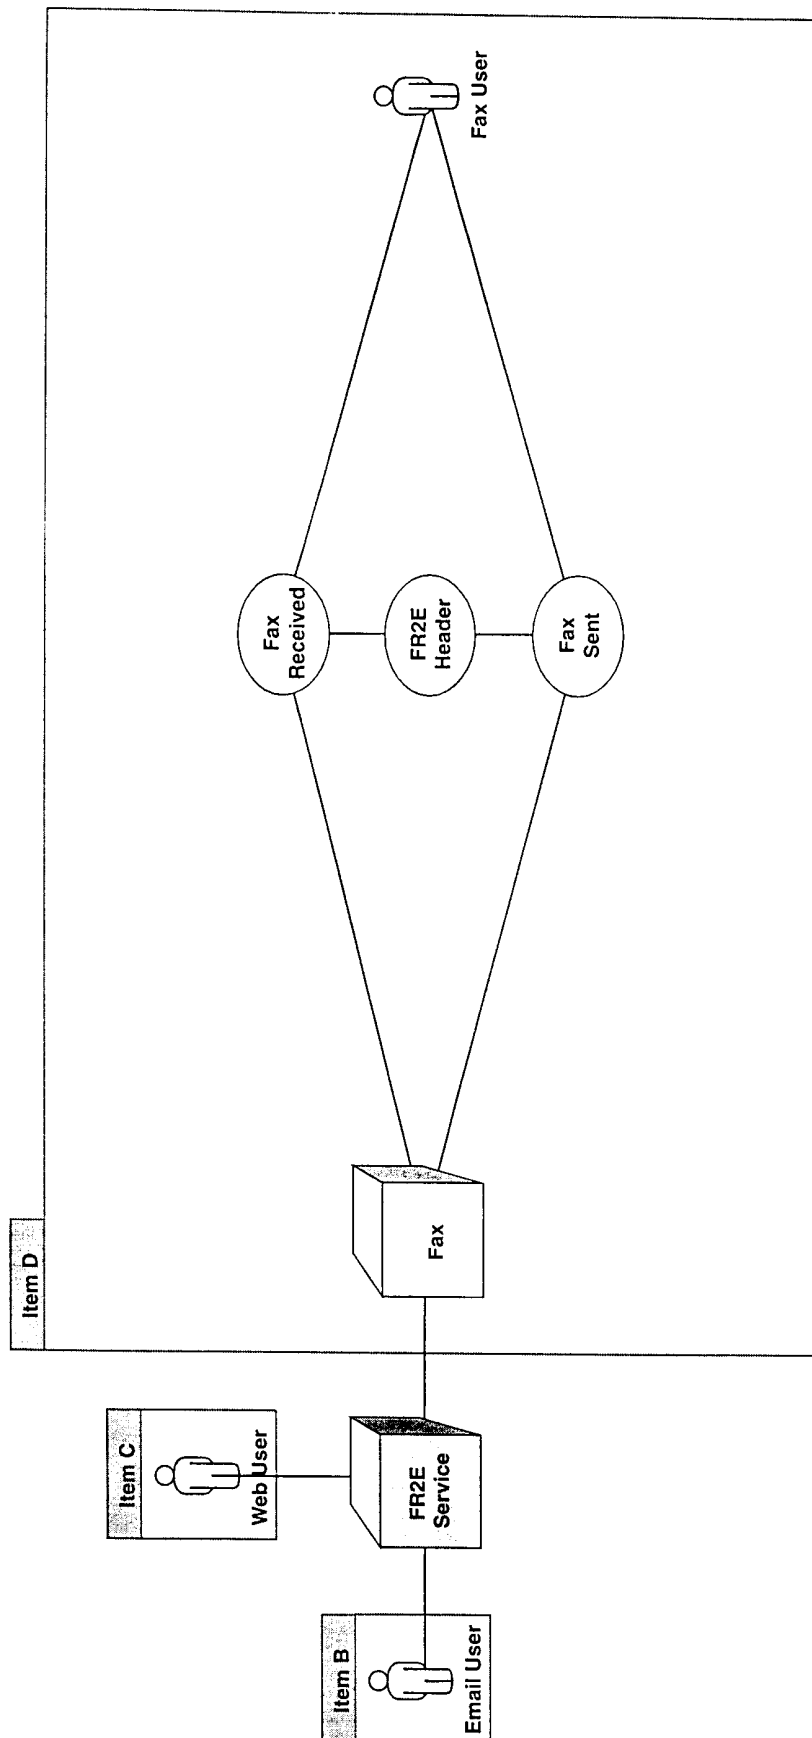 Item D
Item C
Web User
Item B
Email User
FR2E
Service
Fax
Fax
Received
FR2E
Header
Fax
Sent
Fax User